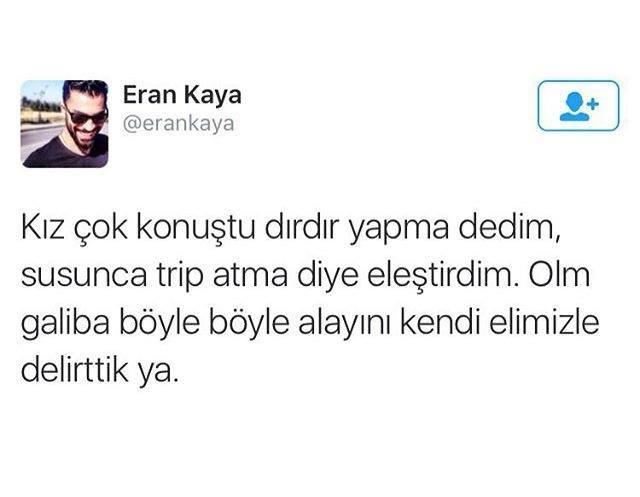 Eran Kaya
@erankaya
Kız çok konuştu dırdır yapma dedim,
susunca trip atma diye eleştirdim. Olm
galiba böyle böyle alayını kendi elimizle
delirttik ya.